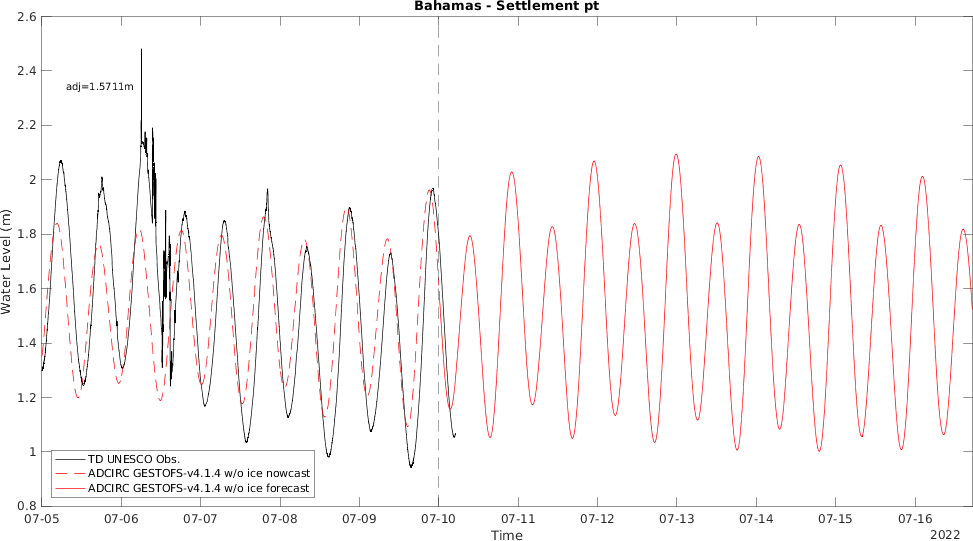 Bahamas - Settlement pt
2.6
2.4
adj=1.5711m
2.2
2
1.8
1.6
1.4
1.2
1
0.8
Water Level (m)
TD UNESCO Obs.
ADCIRC GESTOFS-v4.1.4 w/o ice nowcast
ADCIRC GESTOFS-v4.1.4 w/o ice forecast
07-05 07-06 07-07 07-08 07-09 07-10 07-11 07-12 07-13 07-14 07-15 07-16
Time
2022